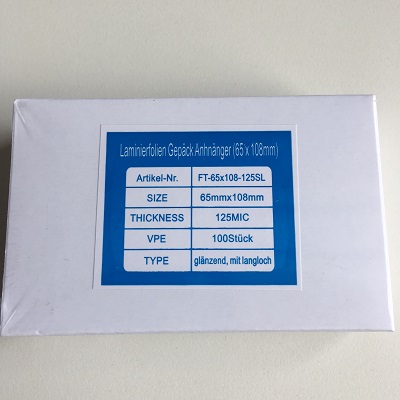 Laminierfolien Gepäck Anhnänger (65 x 108mm)
Artikel-Nr. FT-65x108-125SL
SIZE 65mmx108mm
THICKNESS 125MIC
VPE 100Stück
TYPE glänzend, mit langloch